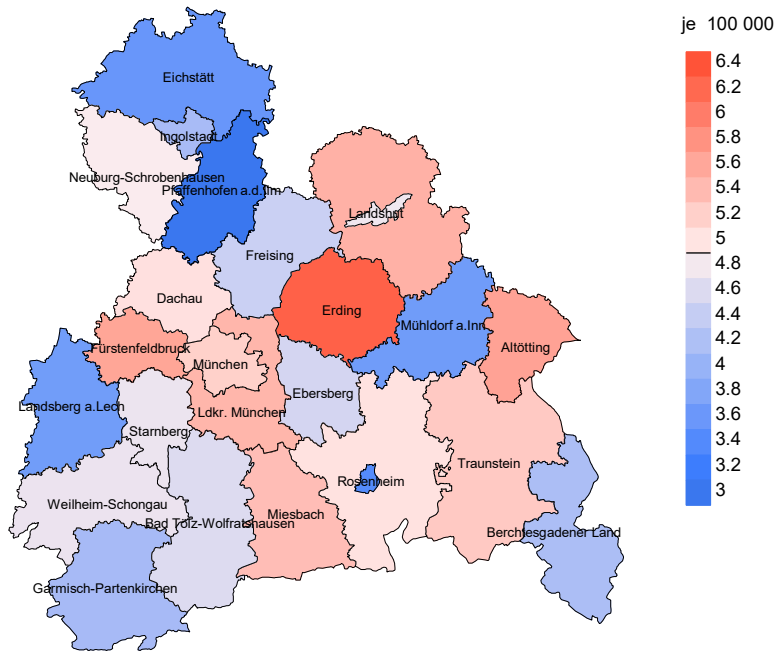 je 100 000
6.4
6.2
6
5.8
5.6
5.4
5.2
5
4.8
4.6
4.4
4.2
4
3.8
3.6
3.4
3.2
3
Eichstätt
Ingolstadt
Neuburg-Schrobenhausen
Pfaffenhofen a.d.Ilm
Landshut
Freising
Dachau
Erding
Mühldorf a.Inn
Fürstenfeldbruck
Altötting
München
Ebersberg
Landsberg a.Lech
Ldkr. München
Starnberg
Traunstein
Rosenheim
Weilheim-Schongau
Miesbach
Bad Tölz-Wolfratshausen
Berchtesgadener Land
Garmisch-Partenkirchen